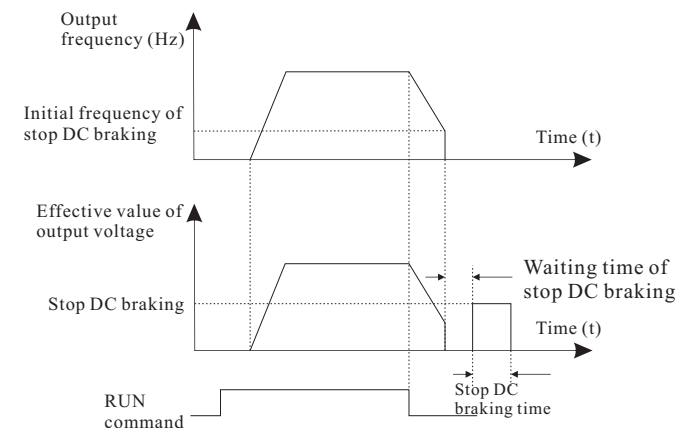 Output
frequency (Hz)
Initial frequency of
stop DC braking
Time (t)
Effective value of
output voltage
Waiting time of
stop DC braking
Stop DC braking
Time (t)
Stop DC
braking time
RUN
command